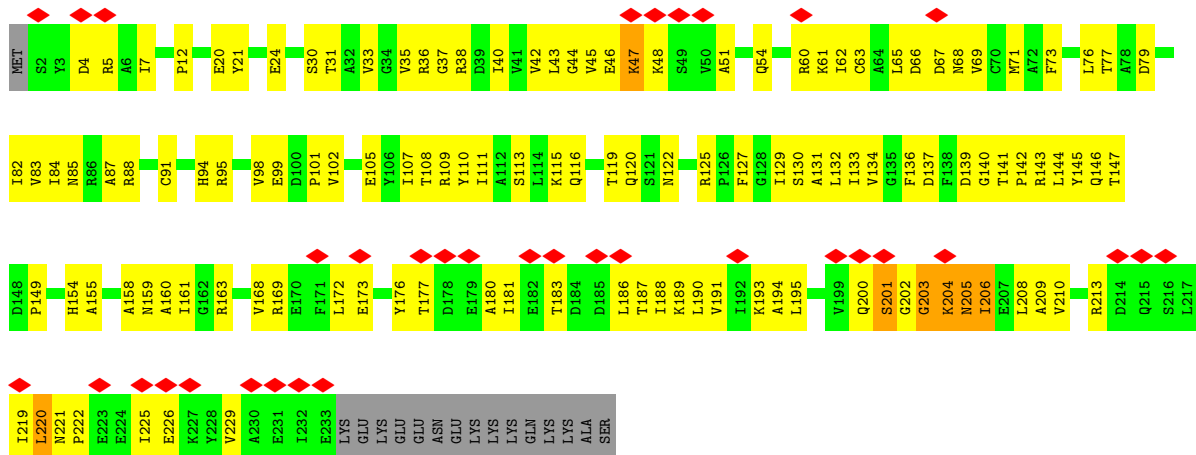 MET S2 Y3 D4 R5 A6 I7 P12 E20 Y21 E24 S30 T31 A32 V33 G34 V35 R36 G37 R38 D39 I40 V41 V42 L43 G44 V45 E46 K47 K48 S49 V50 A51 Q54 R60 K61 I62 C63 A64 L65 D66 D67 N68 V69 C70 M71 A72 F73 L76 T77 A78 D79
I82 V83 I84 N85 R86 A87 R88 C91 H94 R95 V98 E99 D100 P101 V102 E105 Y106 I107 T108 R109 Y110 I111 A112 S113 L114 K115 Q116 T119 Q120 S121 N122 R125 P126 F127 G128 I129 S130 A131 L132 I133 V134 G135 F136 D137 F138 D139 G140 T141 P142 R143 L144 Y145 Q146 T147
D148 P149 H154 A155 A158 N159 A160 I161 G162 R163 V168 R169 E170 F171 L172 E173 Y176 T177 D178 E179 A180 I181 E182 T183 D184 D185 L186 T187 I188 K189 L190 V191 I192 K193 A194 L195 V199 Q200 S201 G202 G203 K204 N205 I206 E207 L208 A209 V210 R213 D214 Q215 S216 L217
I219 L220 N221 P222 E223 E224 I225 E226 K227 Y228 V229 A230 E231 I232 E233 LYS GLU LYS GLU GLU ASN GLU LYS LYS LYS GLN LYS LYS ALA SER